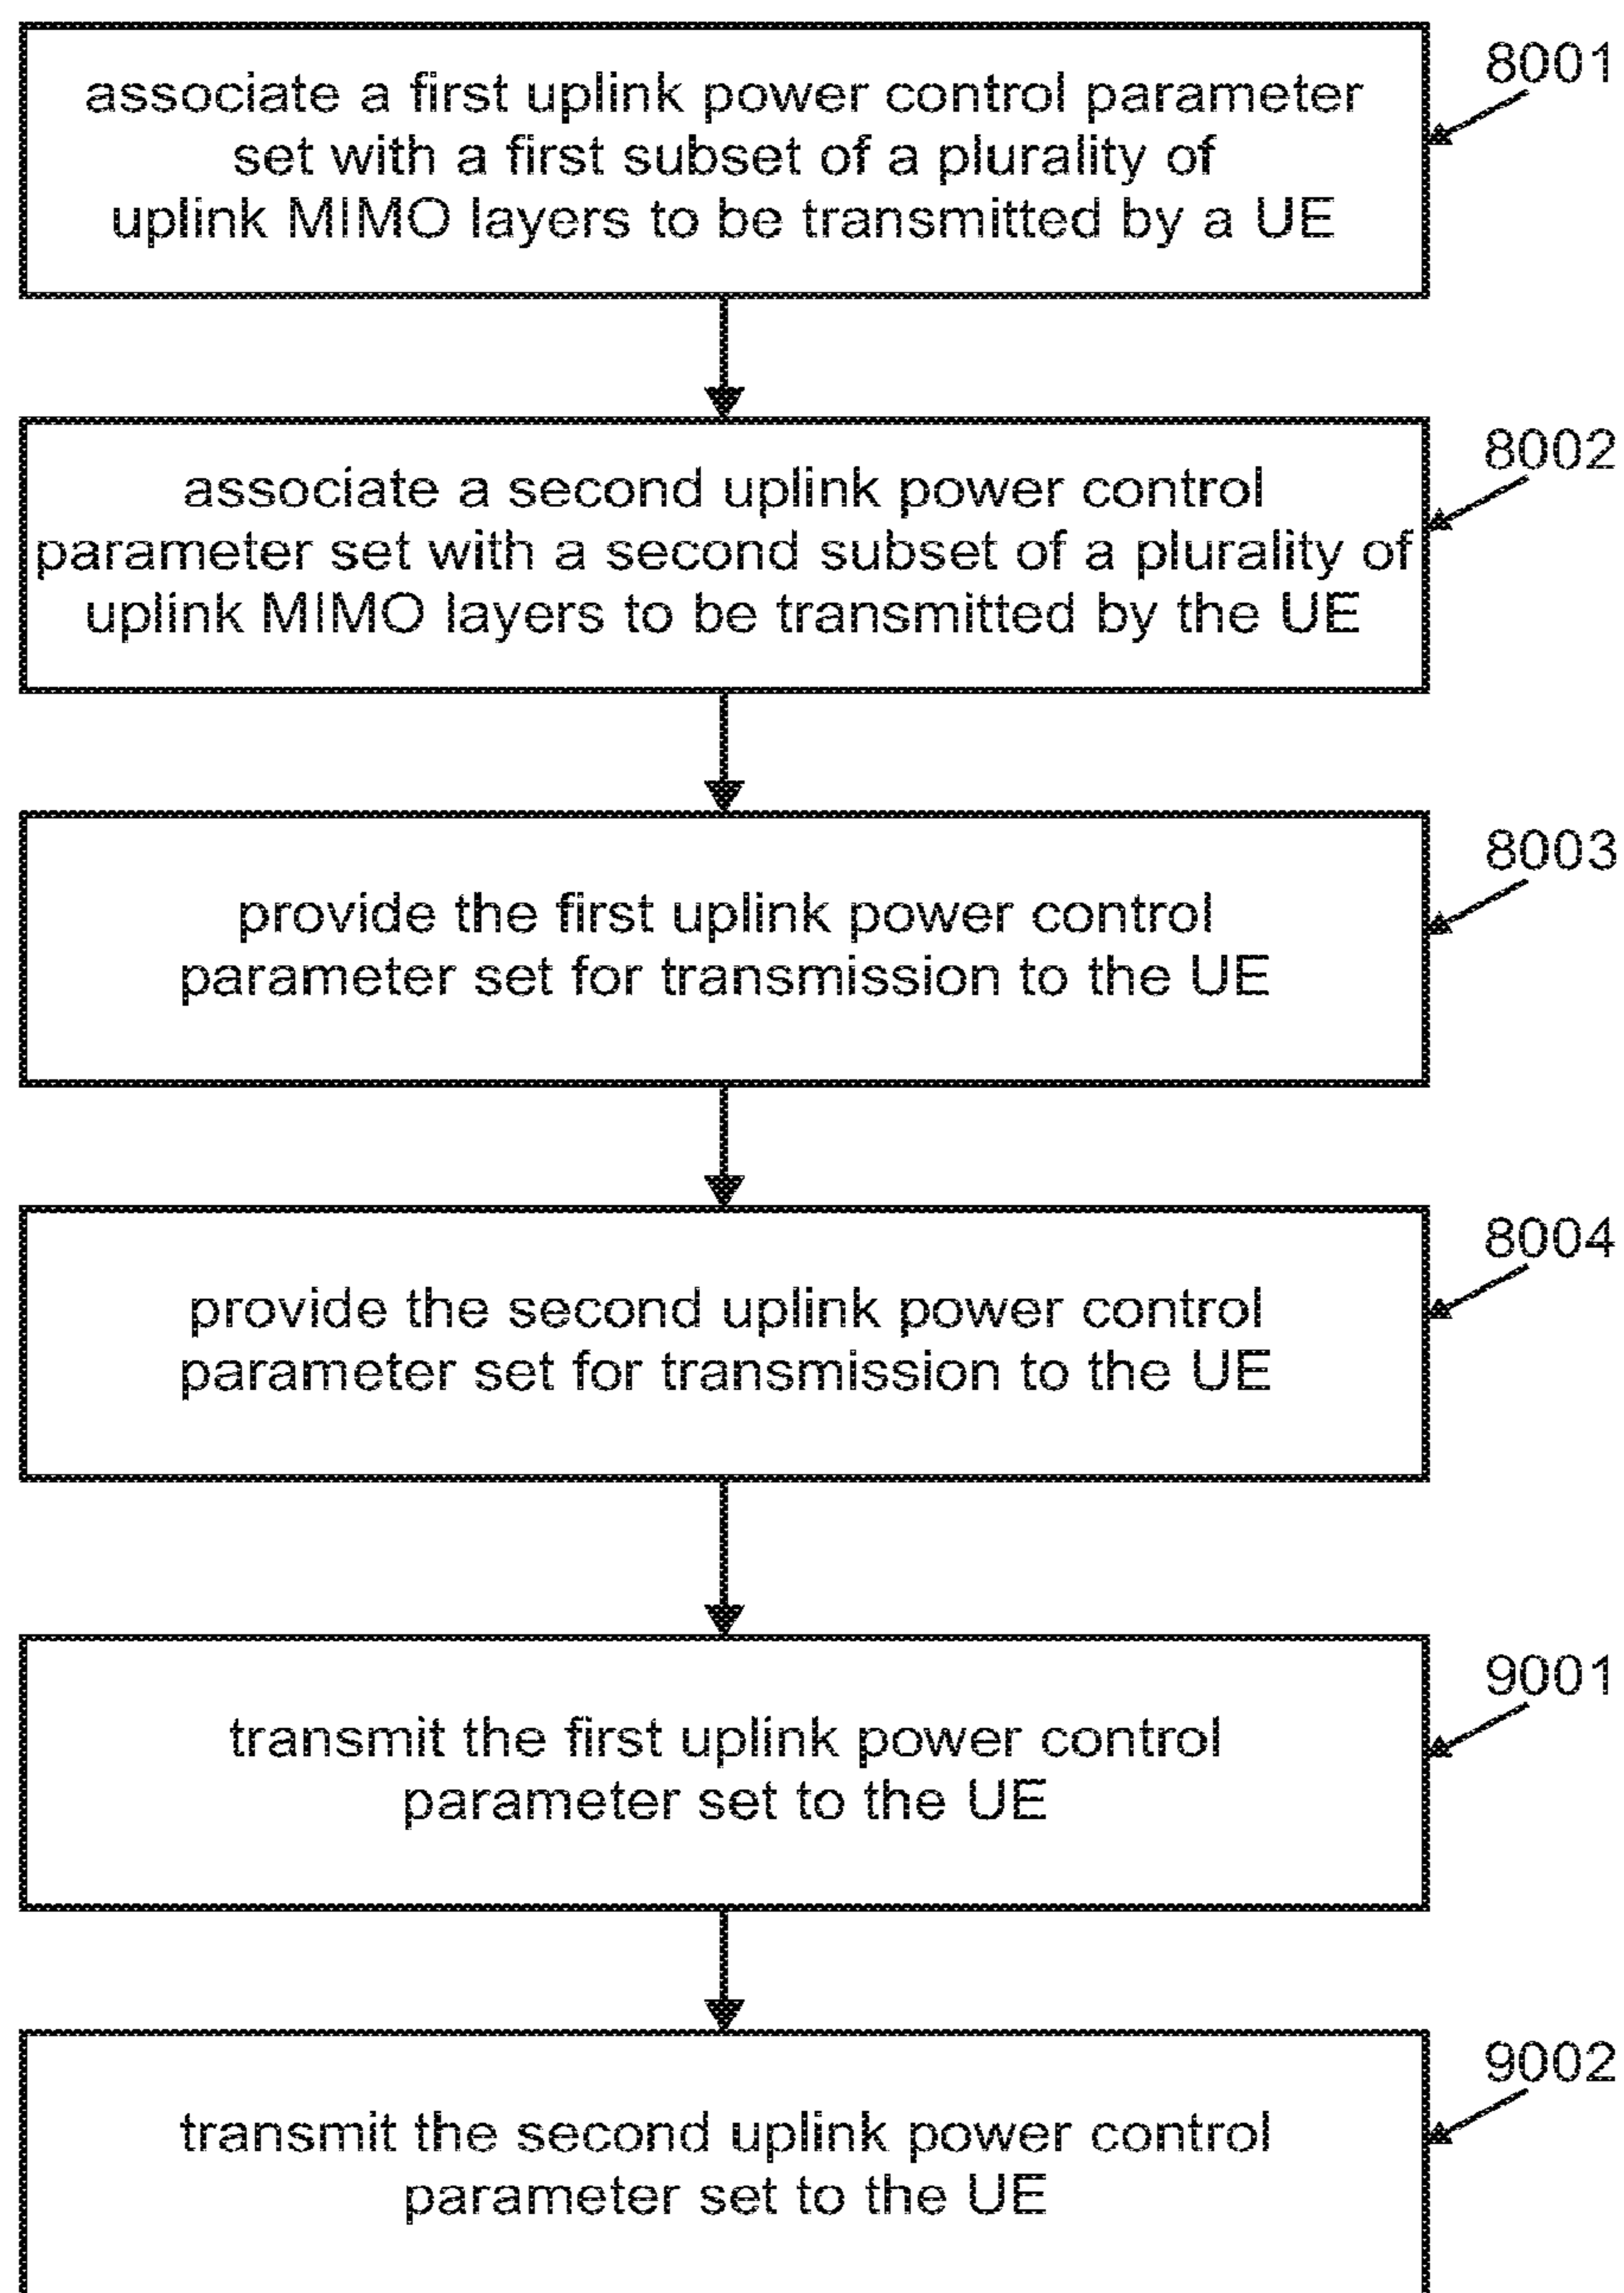 associate a first uplink power control parameter
set with a first subset of a plurality of
uplink MIMO layers to be transmitted by a UE
8001
associate a second uplink power control
parameter set with a second subset of a plurality of
uplink MIMO layers to be transmitted by the UE
8002
provide the first uplink power control
parameter set for transmission to the UE
8003
provide the second uplink power control
parameter set for transmission to the UE
8004
transmit the first uplink power control
parameter set to the UE
9001
transmit the second uplink power control
parameter set to the UE
9002